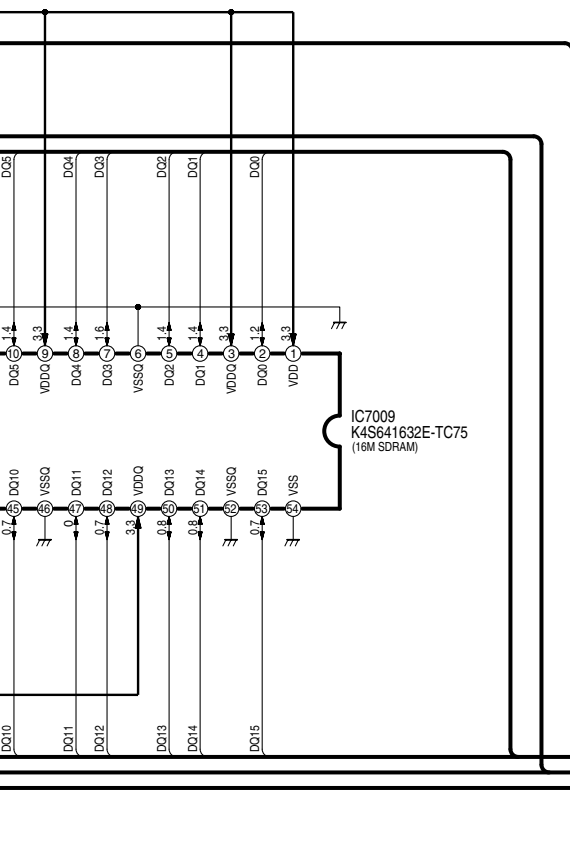 DQ5
DQ4
DQ3
DQ2
DQ1
DQ0
1.4
3.3
1.4
1.6
1.4
1.4
3.3
1.2
3.3
10
9
8
7
6
5
4
3
2
1
DQ5
VDDQ
DQ4
DQ3
VSSQ
DQ2
DQ1
VDDQ
DQ0
VDD
IC7009
K4S641632E-TC75
(16M SDRAM)
DQ10
VSSQ
DQ11
DQ12
VDDQ
DQ13
DQ14
VSSQ
DQ15
VSS
45
46
47
48
49
50
51
52
53
54
0.7
0
0.7
3.3
0.8
0.8
0.7
DQ10
DQ11
DQ12
DQ13
DQ14
DQ15